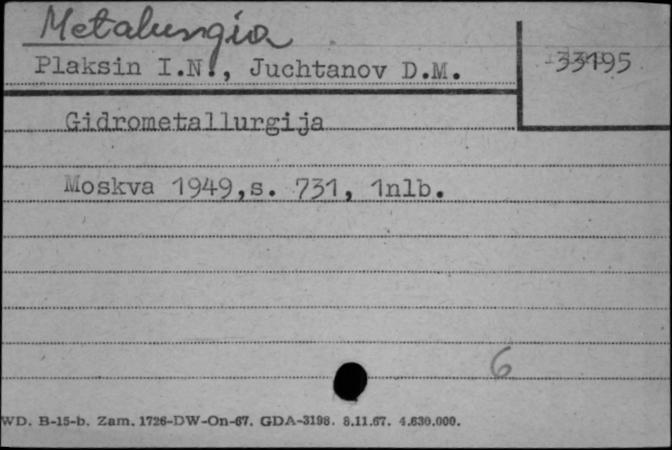 Metalurgia
Plaksin I.N., Juchtanov D.M.
33195
Gidrometallurgija
Moskva 1949,s. 731, 1nlb.
6
WD. B-15-b. Zam. 1726-DW-On-67. GDA-3198. 8.11.67. 4.630.000.